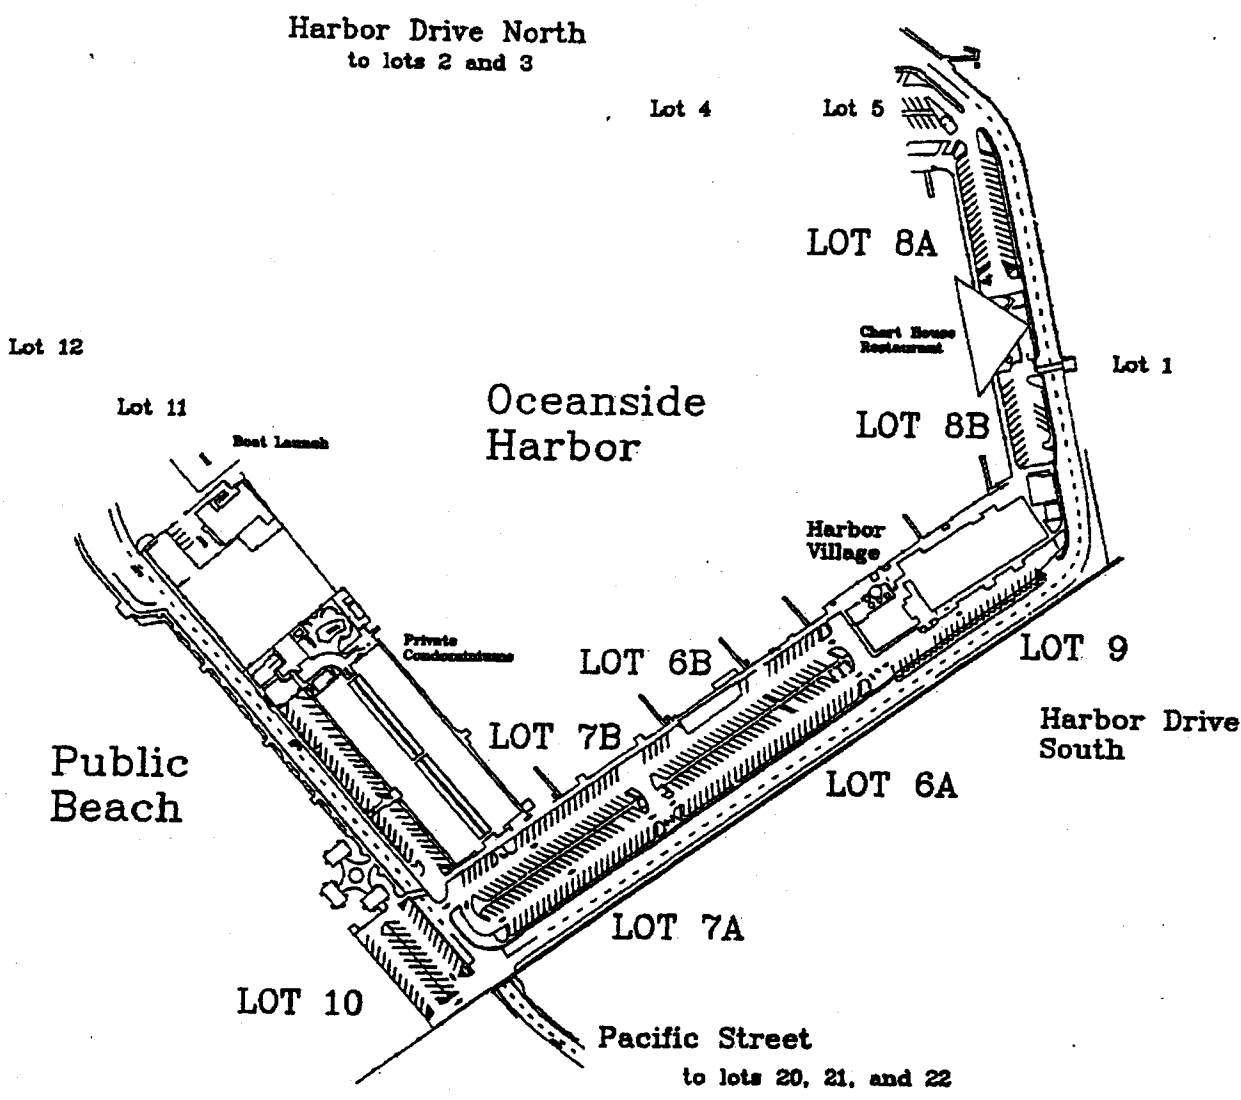 Harbor Drive North
to lots 2 and 3
Lot 4
Lot 5
LOT 8A
Chart House
Restaurant
Lot 12
Lot 1
Lot 11
Oceanside
Harbor
LOT 8B
Boat Launch
Harbor
Village
Private
Condominiums
LOT 6B
LOT 9
LOT 7B
Harbor Drive
South
Public
Beach
LOT 6A
LOT 7A
LOT 10
Pacific Street
to lots 20, 21, and 22